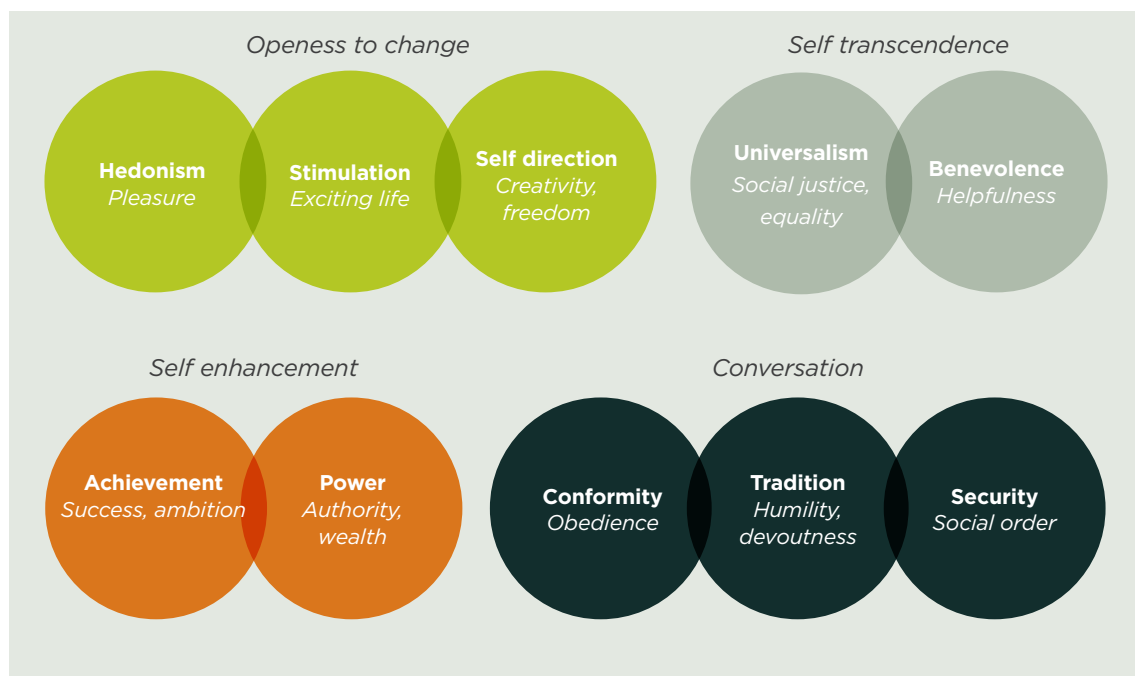 Openess to change
Hedonism
Pleasure
Stimulation
Exciting life
Self direction
Creativity,
freedom
Self transcendence
Universalism
Social justice,
equality
Benevolence
Helpfulness
Self enhancement
Achievement
Success, ambition
Power
Authority,
wealth
Conversation
Conformity
Obedience
Tradition
Humility,
devoutness
Security
Social order